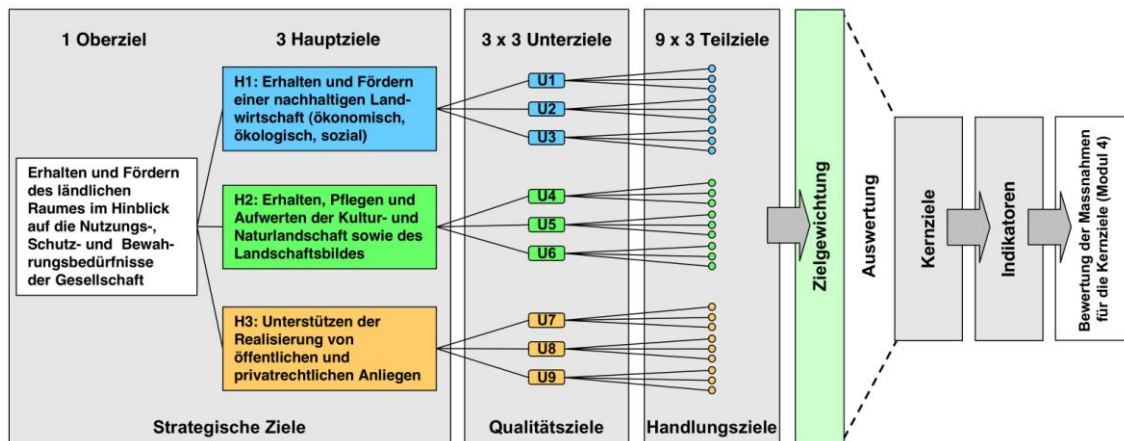 1 Oberziel
3 Hauptziele
3 x 3 Unterziele
9 x 3 Teilziele
Erhalten und Fördern
des ländlichen
Raumes im Hinblick
auf die Nutzungs-,
Schutz- und Bewah-
rungsbedürfnisse
der Gesellschaft
H1: Erhalten und Fördern
einer nachhaltigen Land-
wirtschaft (ökonomisch,
ökologisch, sozial)
H2: Erhalten, Pflegen und
Aufwerten der Kultur- und
Naturlandschaft sowie des
Landschaftsbildes
H3: Unterstützen der
Realisierung von
öffentlichen und
privatrechtlichen Anliegen
U1
U2
U3
U4
U5
U6
U7
U8
U9
Strategische Ziele
Qualitätsziele
Handlungsziele
Zielgewichtung
Auswertung
Kernziele
Indikatoren
Bewertung der Massnahmen
für die Kernziele (Modul 4)